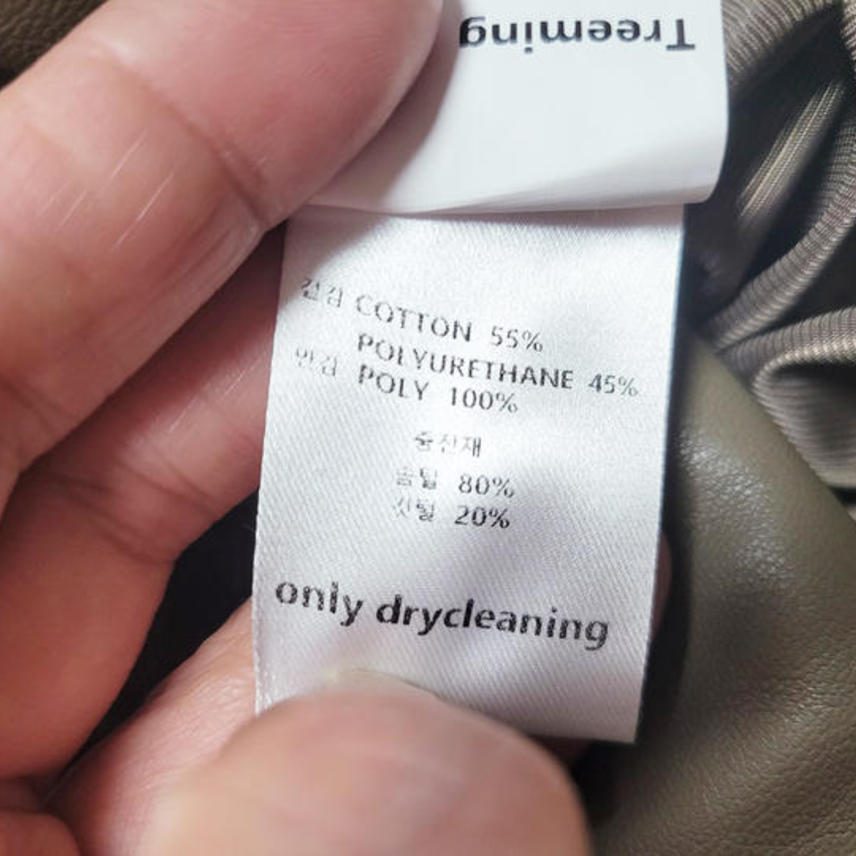 Treeming
겉감 COTTON 55%
POLYURETHANE 45%
안감 POLY 100%
충전재
솜털 80%
깃털 20%
only drycleaning